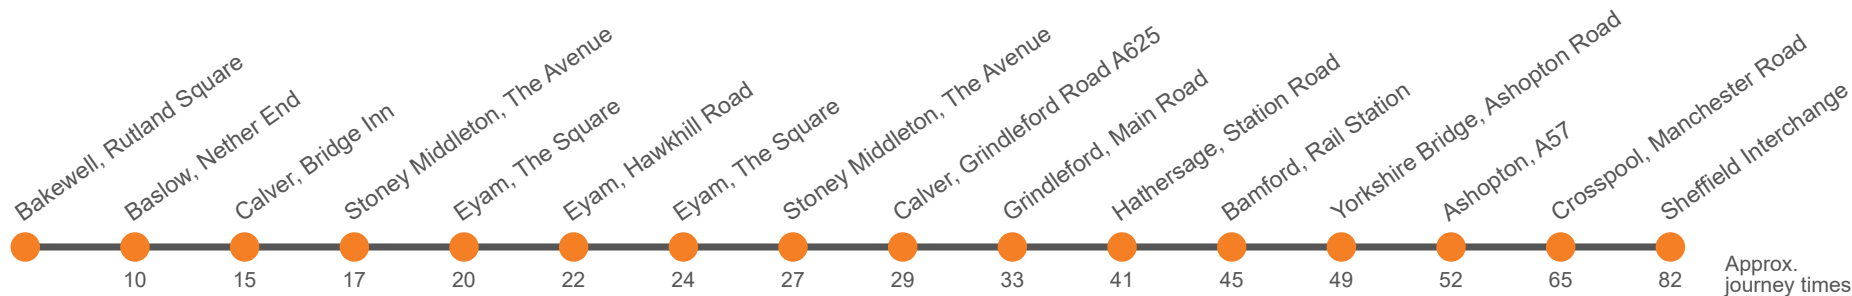 Bakewell, Rutland Square
Baslow, Nether End
Calver, Bridge Inn
Stoney Middleton, The Avenue
Eyam, The Square
Eyam, Hawkhill Road
Eyam, The Square
Stoney Middleton, The Avenue
Calver, Grindleford Road A625
Grindleford, Main Road
Hathersage, Station Road
Bamford, Rail Station
Yorkshire Bridge, Ashopton Road
Ashopton, A57
Crosspool, Manchester Road
Sheffield Interchange
10 15 17 20 22 24 27 29 33 41 45 49 52 65 82
Approx.
journey times